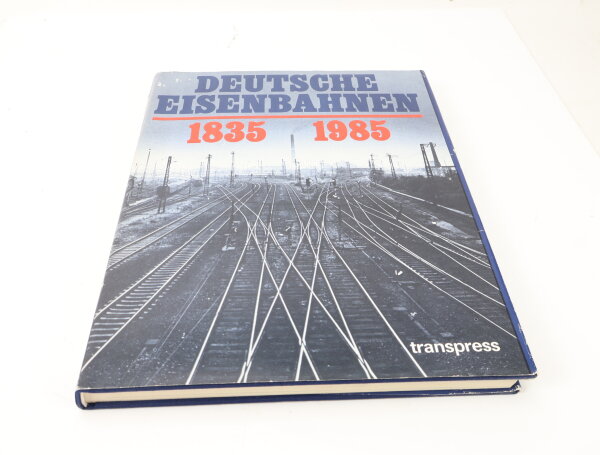 DEUTSCHE
EISENBAHNEN
1835 1985
transpress